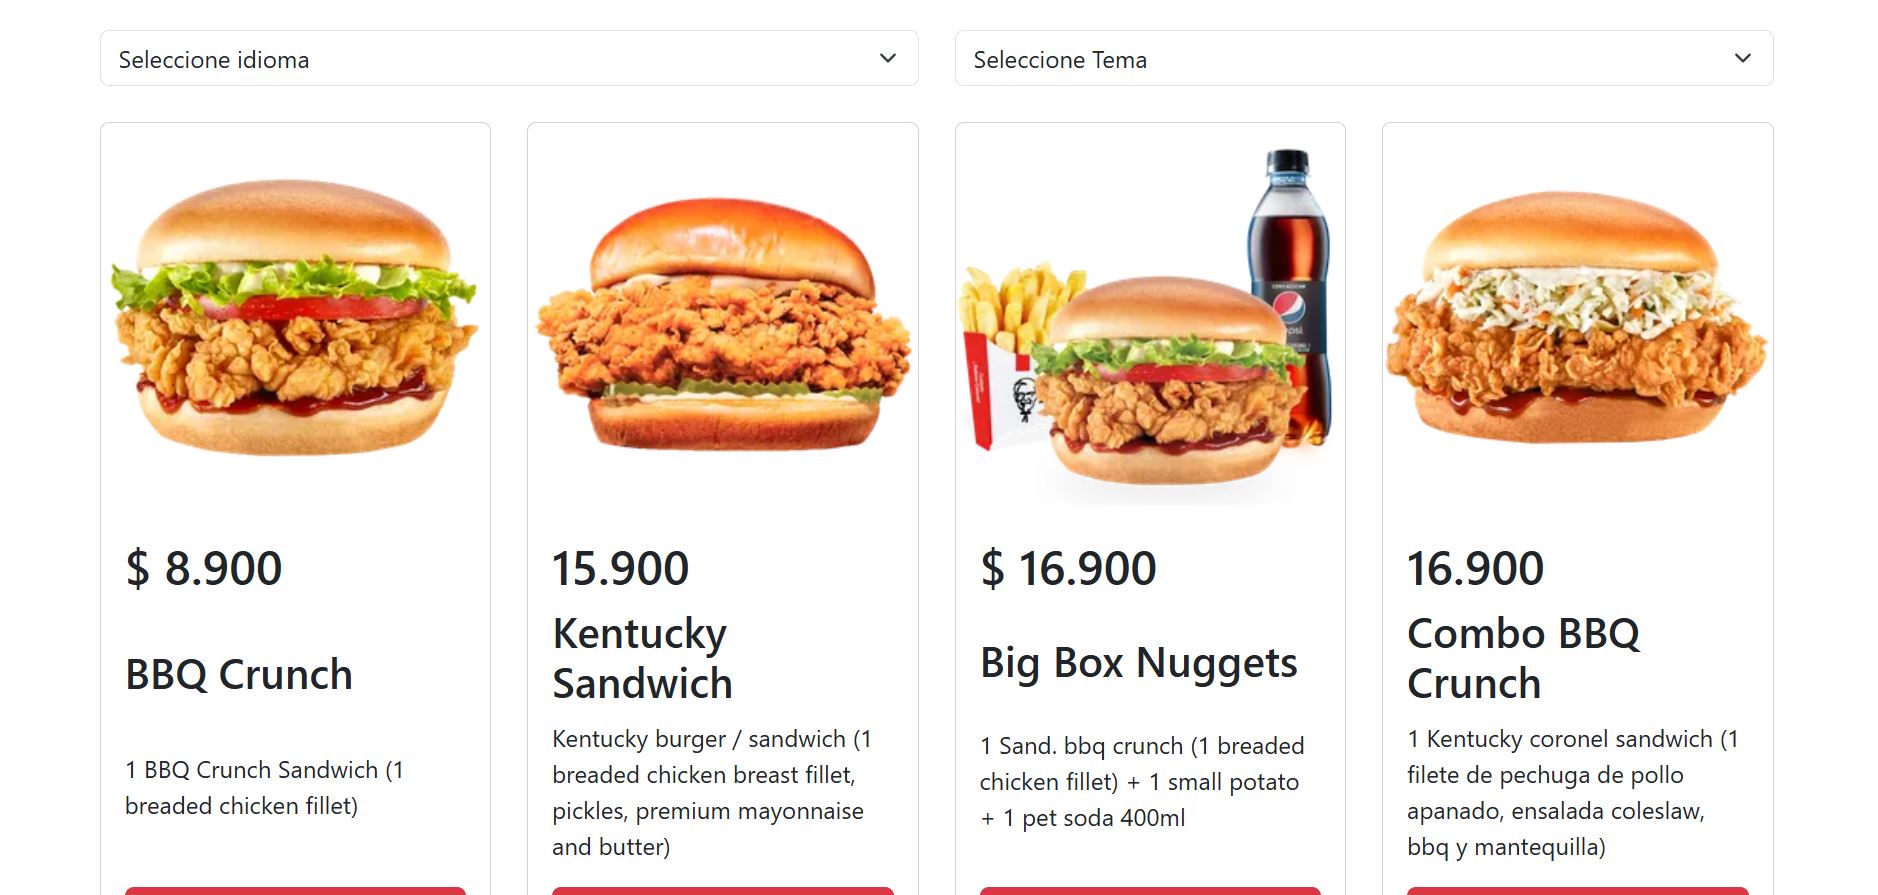 Seleccione idioma
Seleccione Tema
CERO AZÚCAR
pepsi
$ 8.900
BBQ Crunch
1 BBQ Crunch Sandwich (1
breaded chicken fillet)
15.900
Kentucky
Sandwich
Kentucky burger / sandwich (1
breaded chicken breast fillet,
pickles, premium mayonnaise
and butter)
$ 16.900
Big Box Nuggets
1 Sand. bbq crunch (1 breaded
chicken fillet) + 1 small potato
+ 1 pet soda 400ml
16.900
Combo BBQ
Crunch
1 Kentucky coronel sandwich (1
filete de pechuga de pollo
apanado, ensalada coleslaw,
bbq y mantequilla)